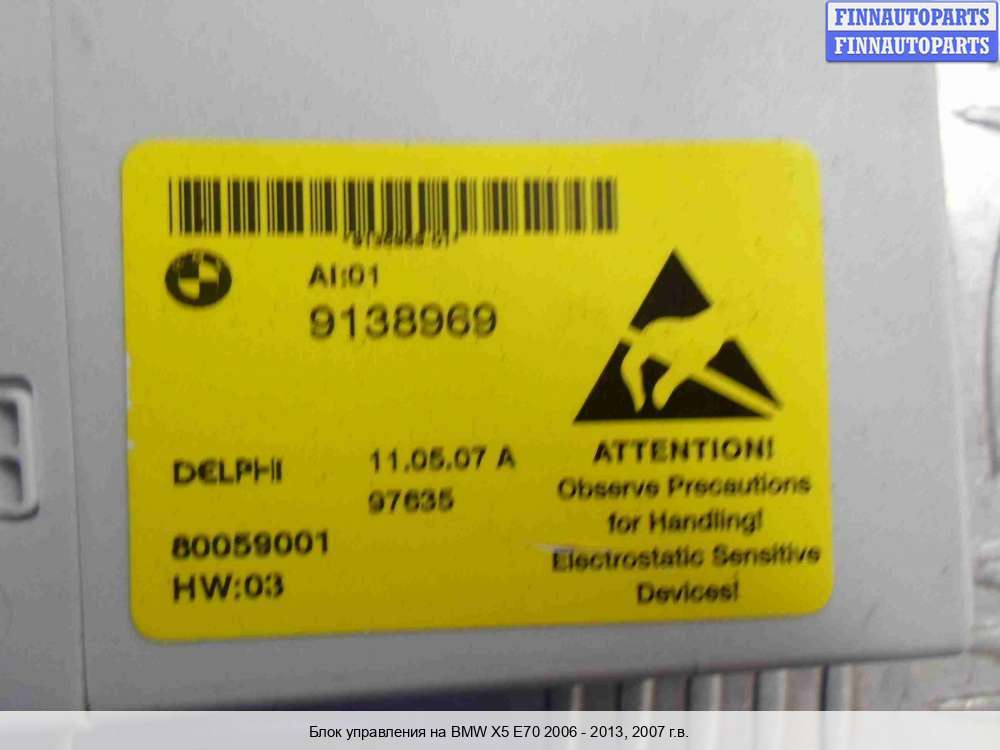 FINNAUTOPARTS
FINNAUTOPARTS
AI:01
9138969
DELPHI
11.05.07 A
97635
80059001
HW:03
ATTENTION!
Observe Precautions
for Handling!
Electrostatic Sensitive
Devices!
Блок управления на BMW X5 E70 2006 - 2013, 2007 г.в.